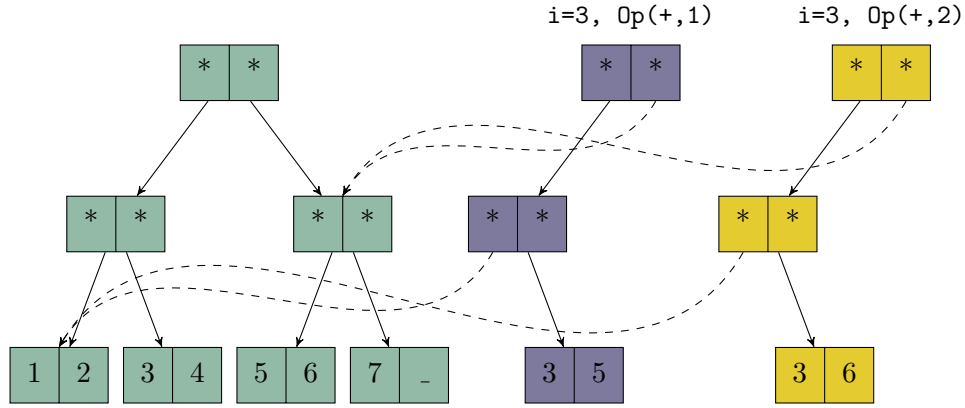 i=3, Op(+,1) i=3, Op(+,2)
* * * * * *
* * * * * * * *
1 2 3 4 5 6 7 _ 3 5 3 6